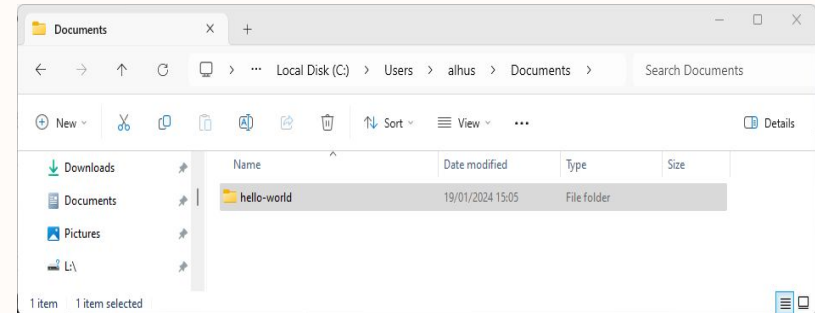 Documents
Local Disk (C:) > Users > alhus > Documents > Search Documents
New Sort View ... Details
Name Date modified Type Size
Downloads
hello-world 19/01/2024 15:05 File folder
Documents
Pictures
L:\
1 item 1 item selected